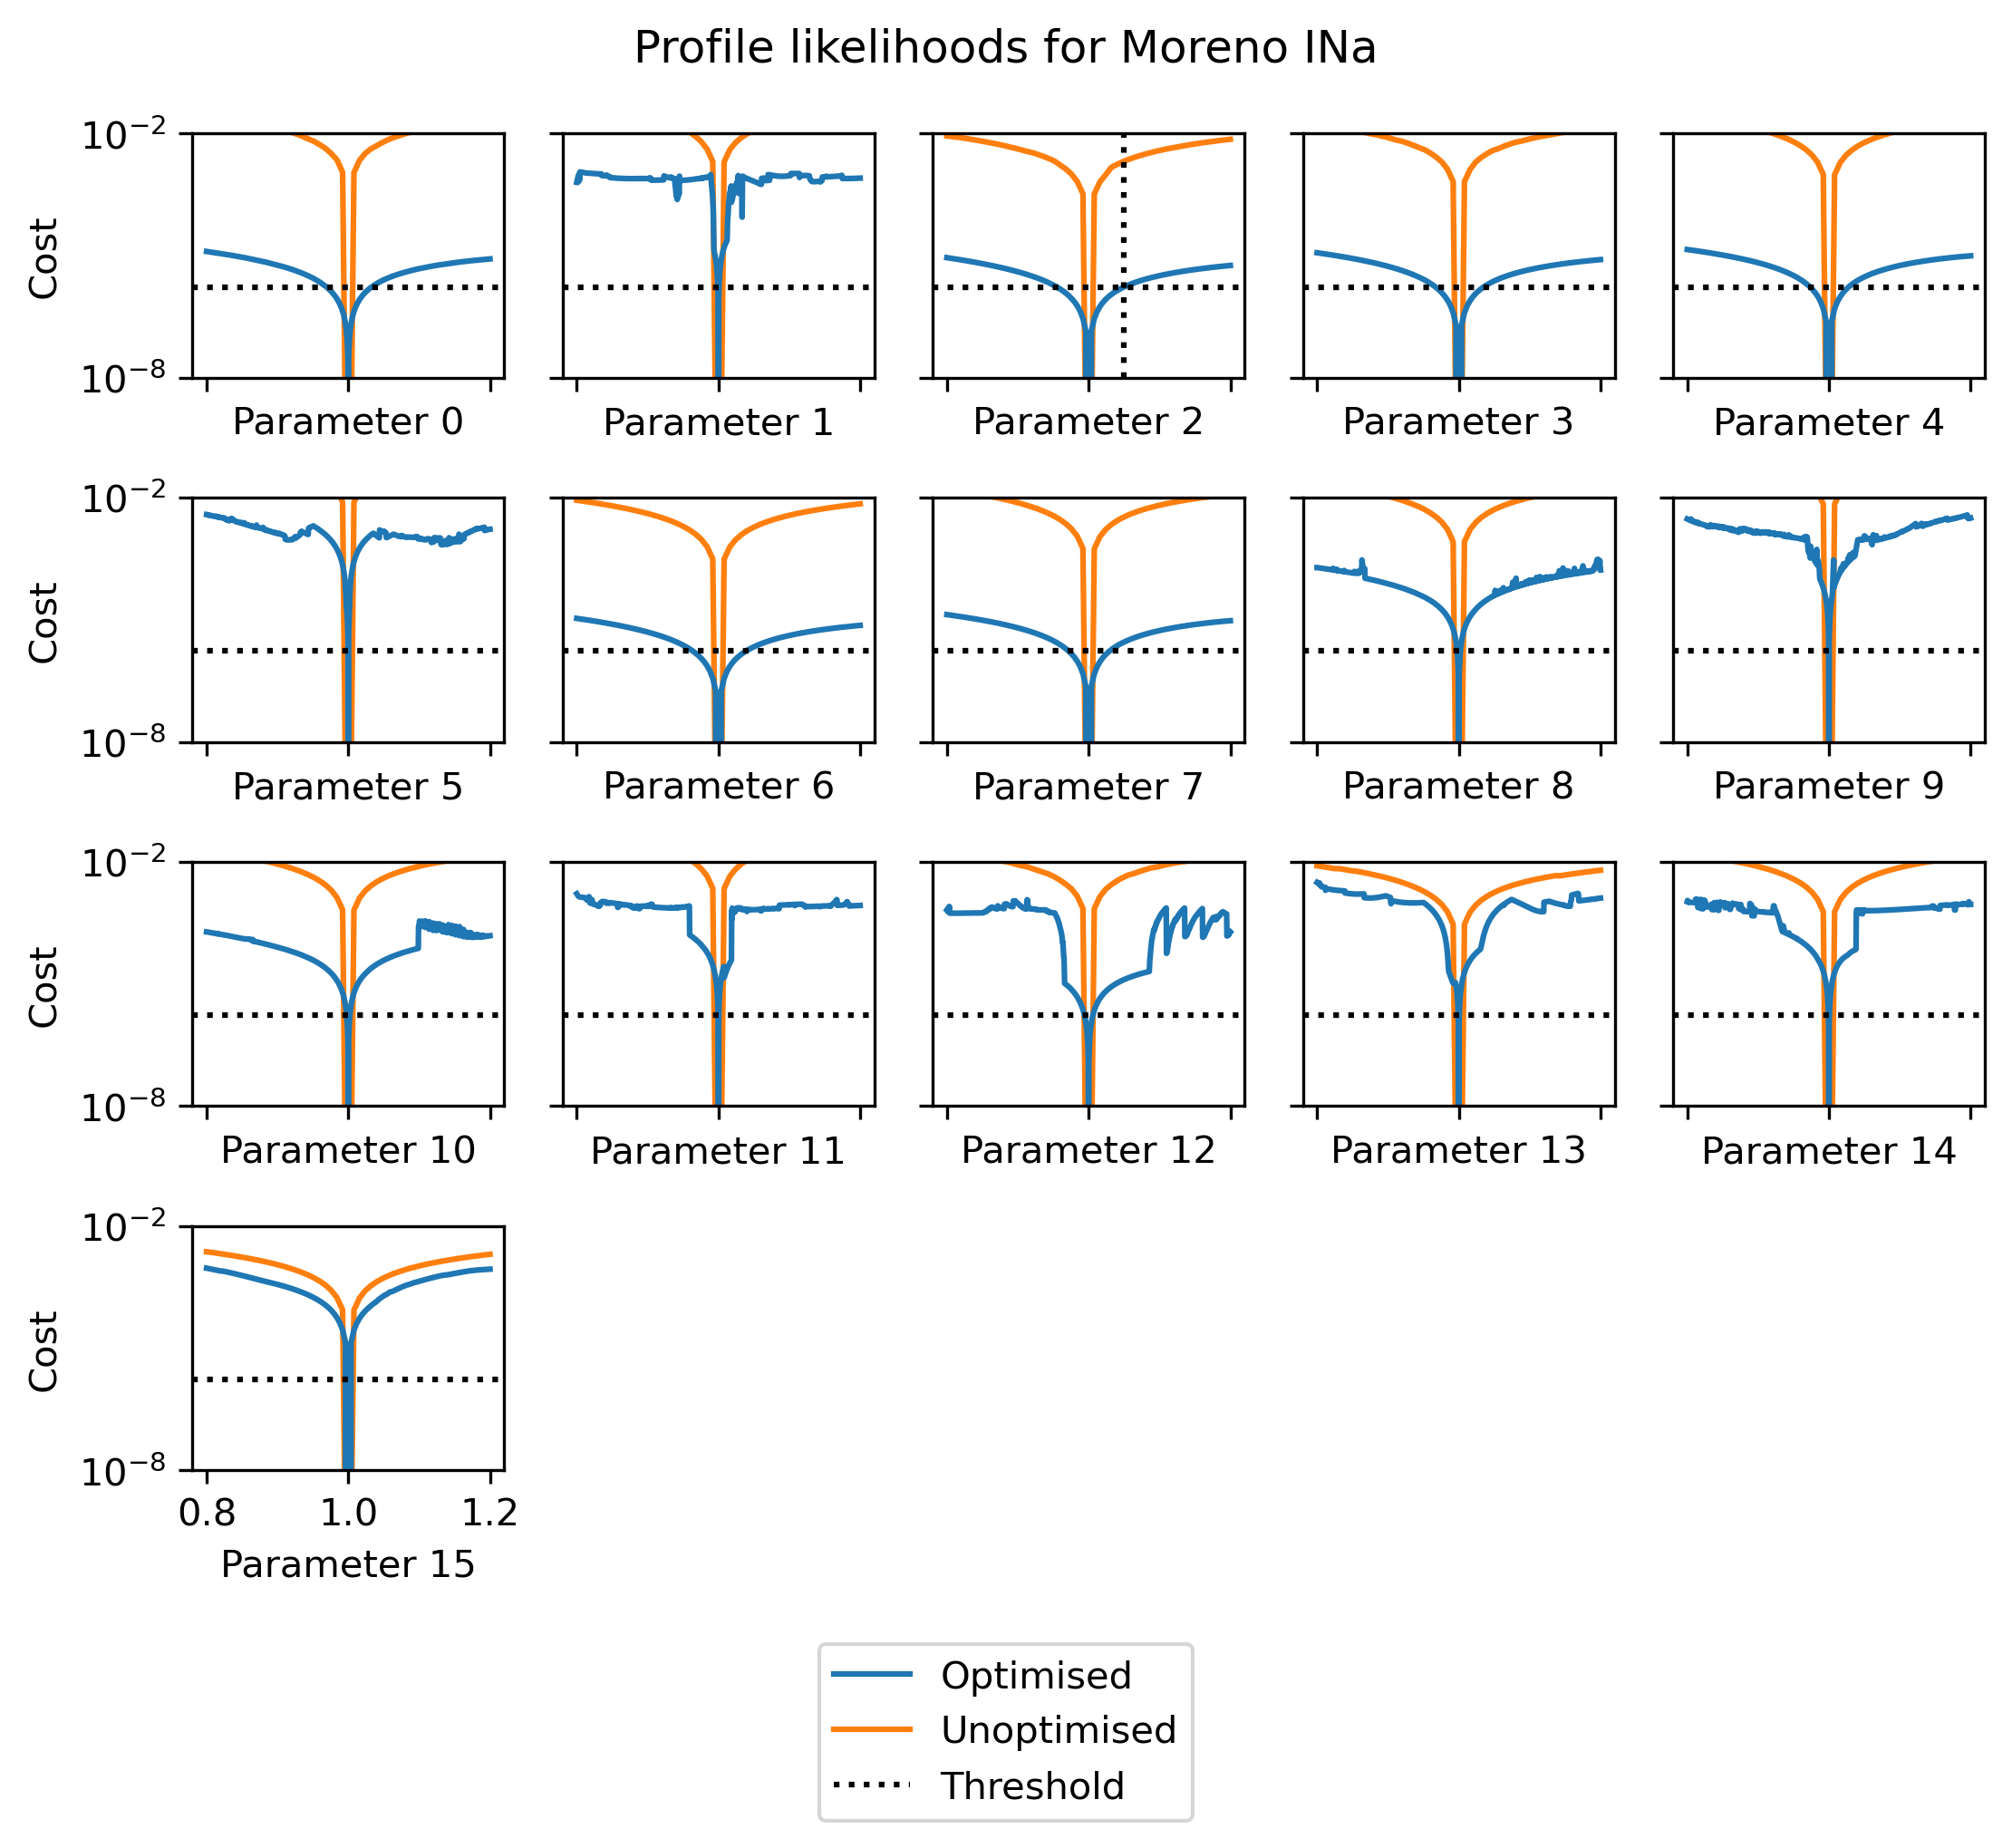 Profile likelihoods for Moreno INa
10⁻²
Cost
10⁻⁸
Parameter 0
Parameter 1
Parameter 2
Parameter 3
Parameter 4
10⁻²
Cost
10⁻⁸
Parameter 5
Parameter 6
Parameter 7
Parameter 8
Parameter 9
10⁻²
Cost
10⁻⁸
Parameter 10
Parameter 11
Parameter 12
Parameter 13
Parameter 14
10⁻²
Cost
10⁻⁸
0.8 1.0 1.2
Parameter 15
Optimised
Unoptimised
Threshold